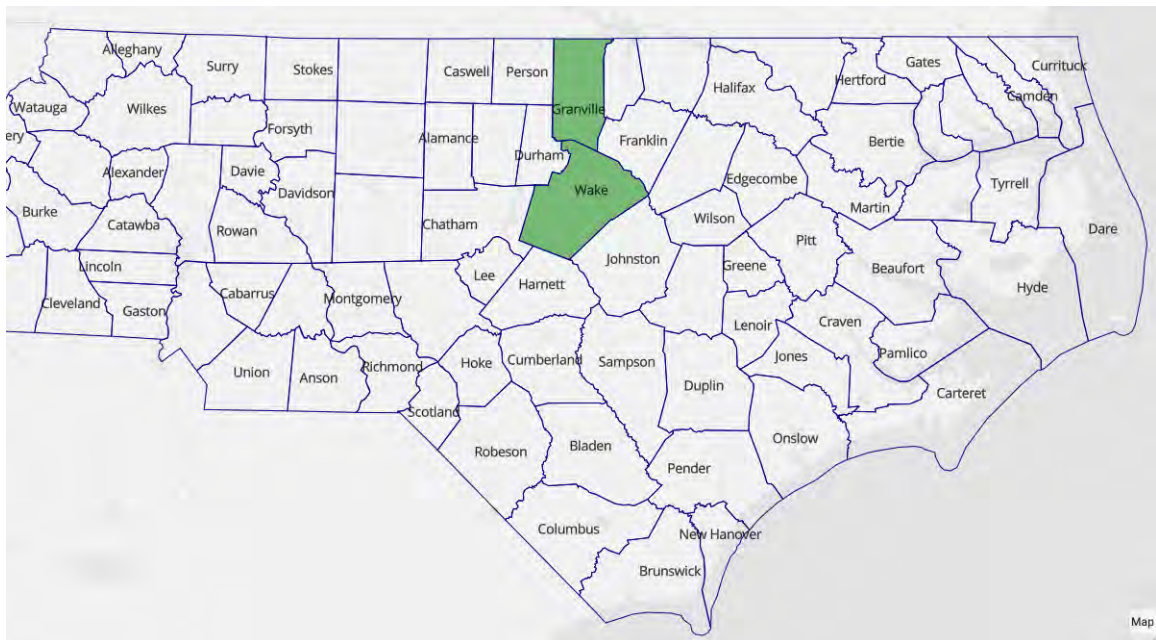 Alleghany
Surry
Stokes
Caswell
Person
Gates
Currituck
Watauga
Wilkes
Granville
Halifax
Hertford
Camden
ery
Forsyth
Alamance
Durham
Franklin
Bertie
Alexander
Davie
Davidson
Wake
Edgecombe
Tyrrell
Burke
Catawba
Rowan
Chatham
Wilson
Martin
Dare
Lincoln
Lee
Johnston
Greene
Pitt
Beaufort
Cleveland
Gaston
Cabarrus
Montgomery
Harnett
Lenoir
Craven
Hyde
Union
Anson
Richmond
Hoke
Cumberland
Sampson
Duplin
Jones
Pamlico
Scotland
Carteret
Robeson
Bladen
Pender
Onslow
Columbus
New Hanover
Brunswick
Map